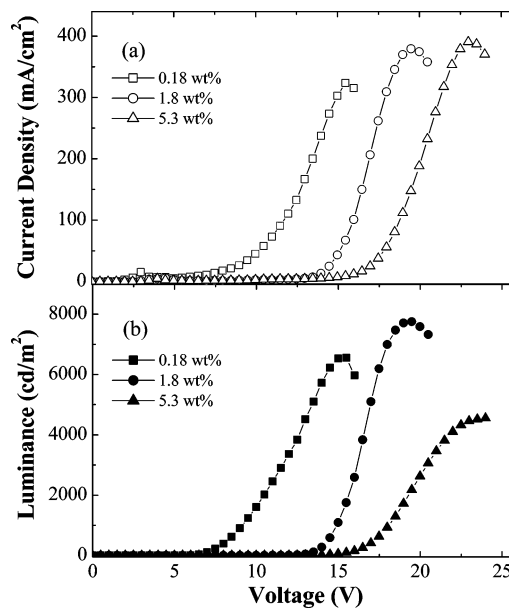 400
300
200
100
0
Current Density (mA/cm²)
(a)
0.18 wt%
1.8 wt%
5.3 wt%
8000
6000
4000
2000
0
Luminance (cd/m²)
(b)
0.18 wt%
1.8 wt%
5.3 wt%
0 5 10 15 20 25
Voltage (V)